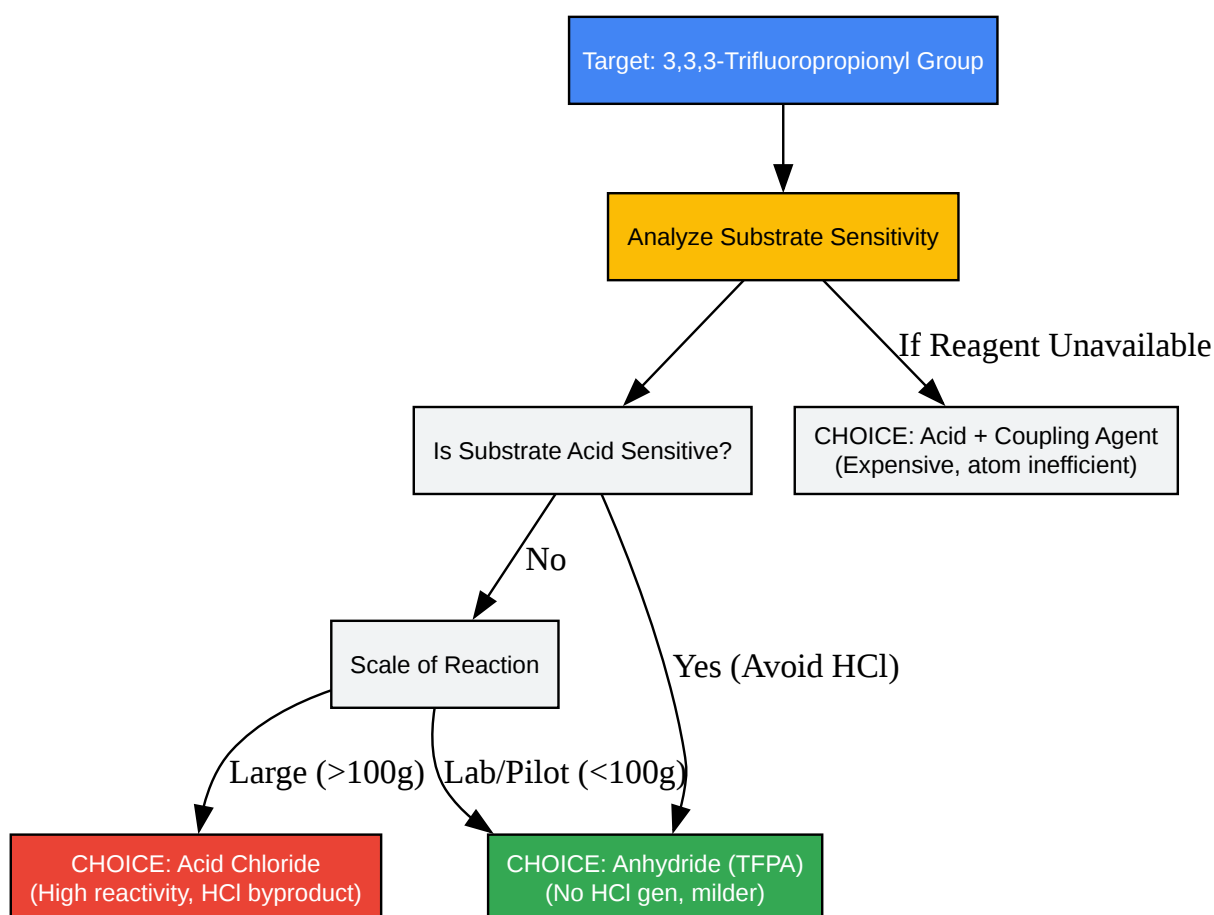 Target: 3,3,3-Trifluoropropionyl Group
Analyze Substrate Sensitivity
If Reagent Unavailable
Is Substrate Acid Sensitive?
CHOICE: Acid + Coupling Agent
(Expensive, atom inefficient)
No
Scale of Reaction
Yes (Avoid HCl)
Large (>100g)
Lab/Pilot (<100g)
CHOICE: Acid Chloride
(High reactivity, HCl byproduct)
CHOICE: Anhydride (TFPA)
(No HCl gen, milder)